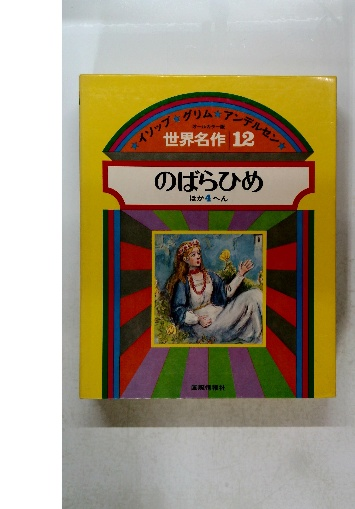 イソップ☆グリム☆アンデルセン
世界名作 12
のばらひめ
ほか4へん
国際情報社